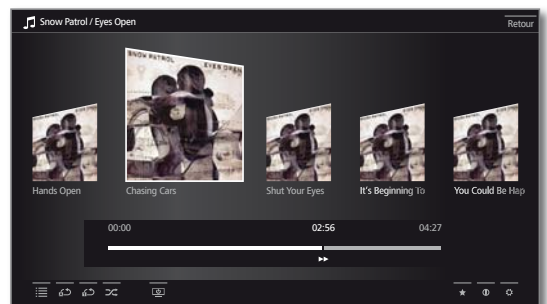 Snow Patrol / Eyes Open
Retour
SNOW PATROL EYES OPEN
Hands Open
Chasing Cars
Shut Your Eyes
It's Beginning To
You Could Be Hap
00:00 02:56 04:27